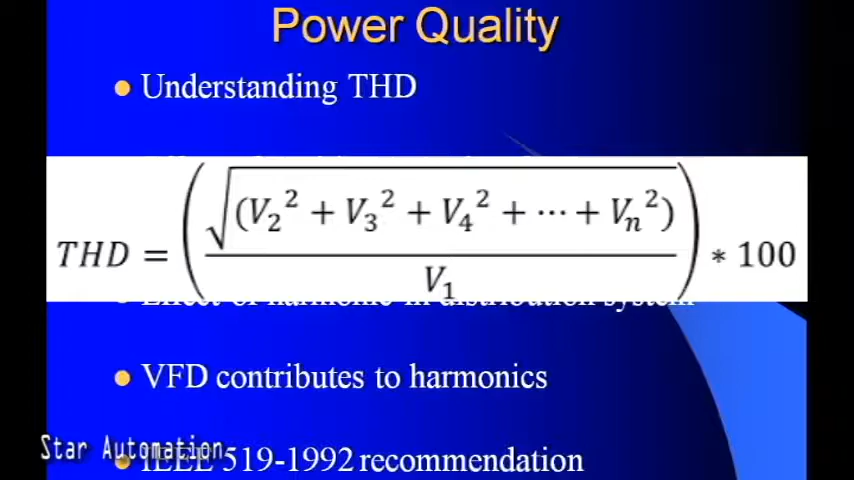 Power Quality
Understanding THD
THD = ( √(V₂² + V₃² + V₄² + ⋯ + Vₙ²) / V₁ ) * 100
Effect of harmonic in distribution system
VFD contributes to harmonics
Star Automation
IEEE 519-1992 recommendation